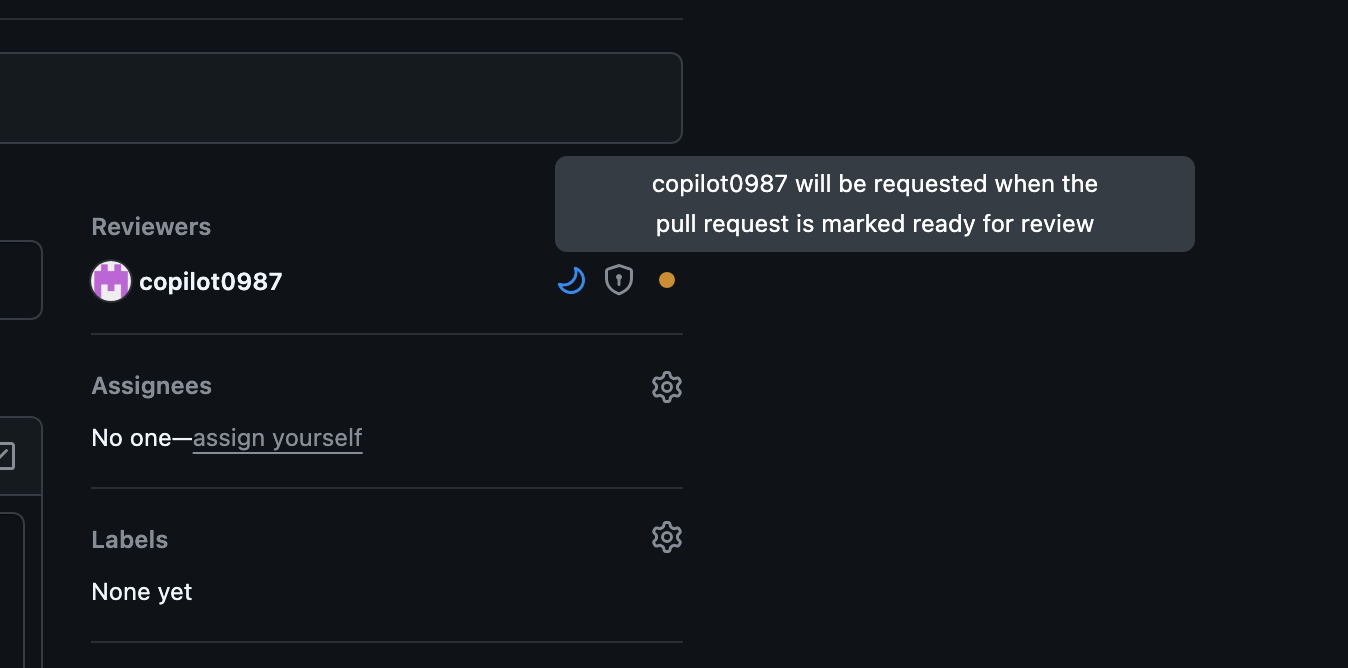 copilot0987 will be requested when the
pull request is marked ready for review
Reviewers
copilot0987
Assignees
No one—assign yourself
Labels
None yet